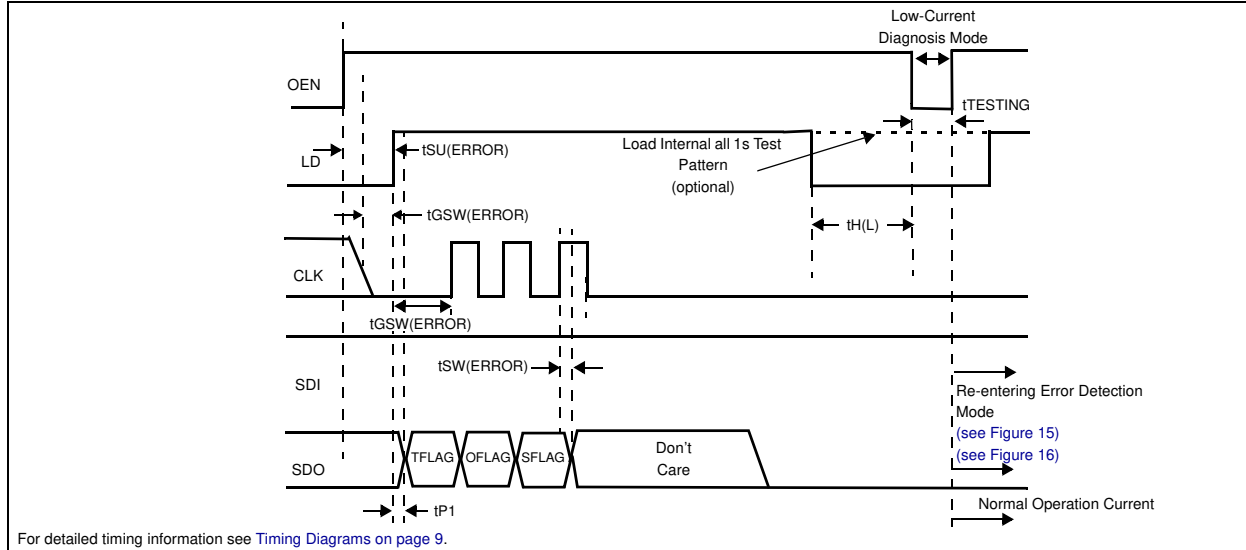 Low-Current
Diagnosis Mode
OEN
tTESTING
LD
tSU(ERROR)
Load Internal all 1s Test
Pattern
(optional)
tGSW(ERROR)
tH(L)
CLK
tGSW(ERROR)
tSW(ERROR)
SDI
Re-entering Error Detection
Mode
(see Figure 15)
(see Figure 16)
SDO
TFLAG
OFLAG
SFLAG
Don't
Care
tP1
Normal Operation Current
For detailed timing information see Timing Diagrams on page 9.